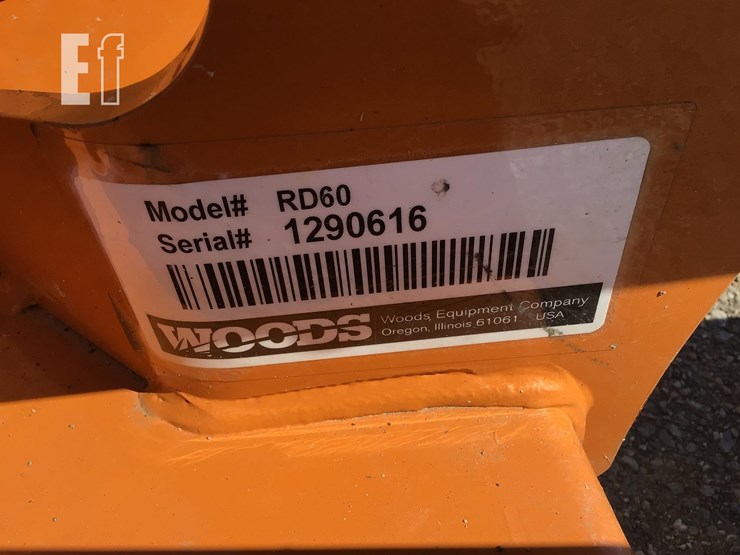 Ef
Model# RD60
Serial# 1290616
WOODS
Woods Equipment Company
Oregon, Illinois 61061 USA